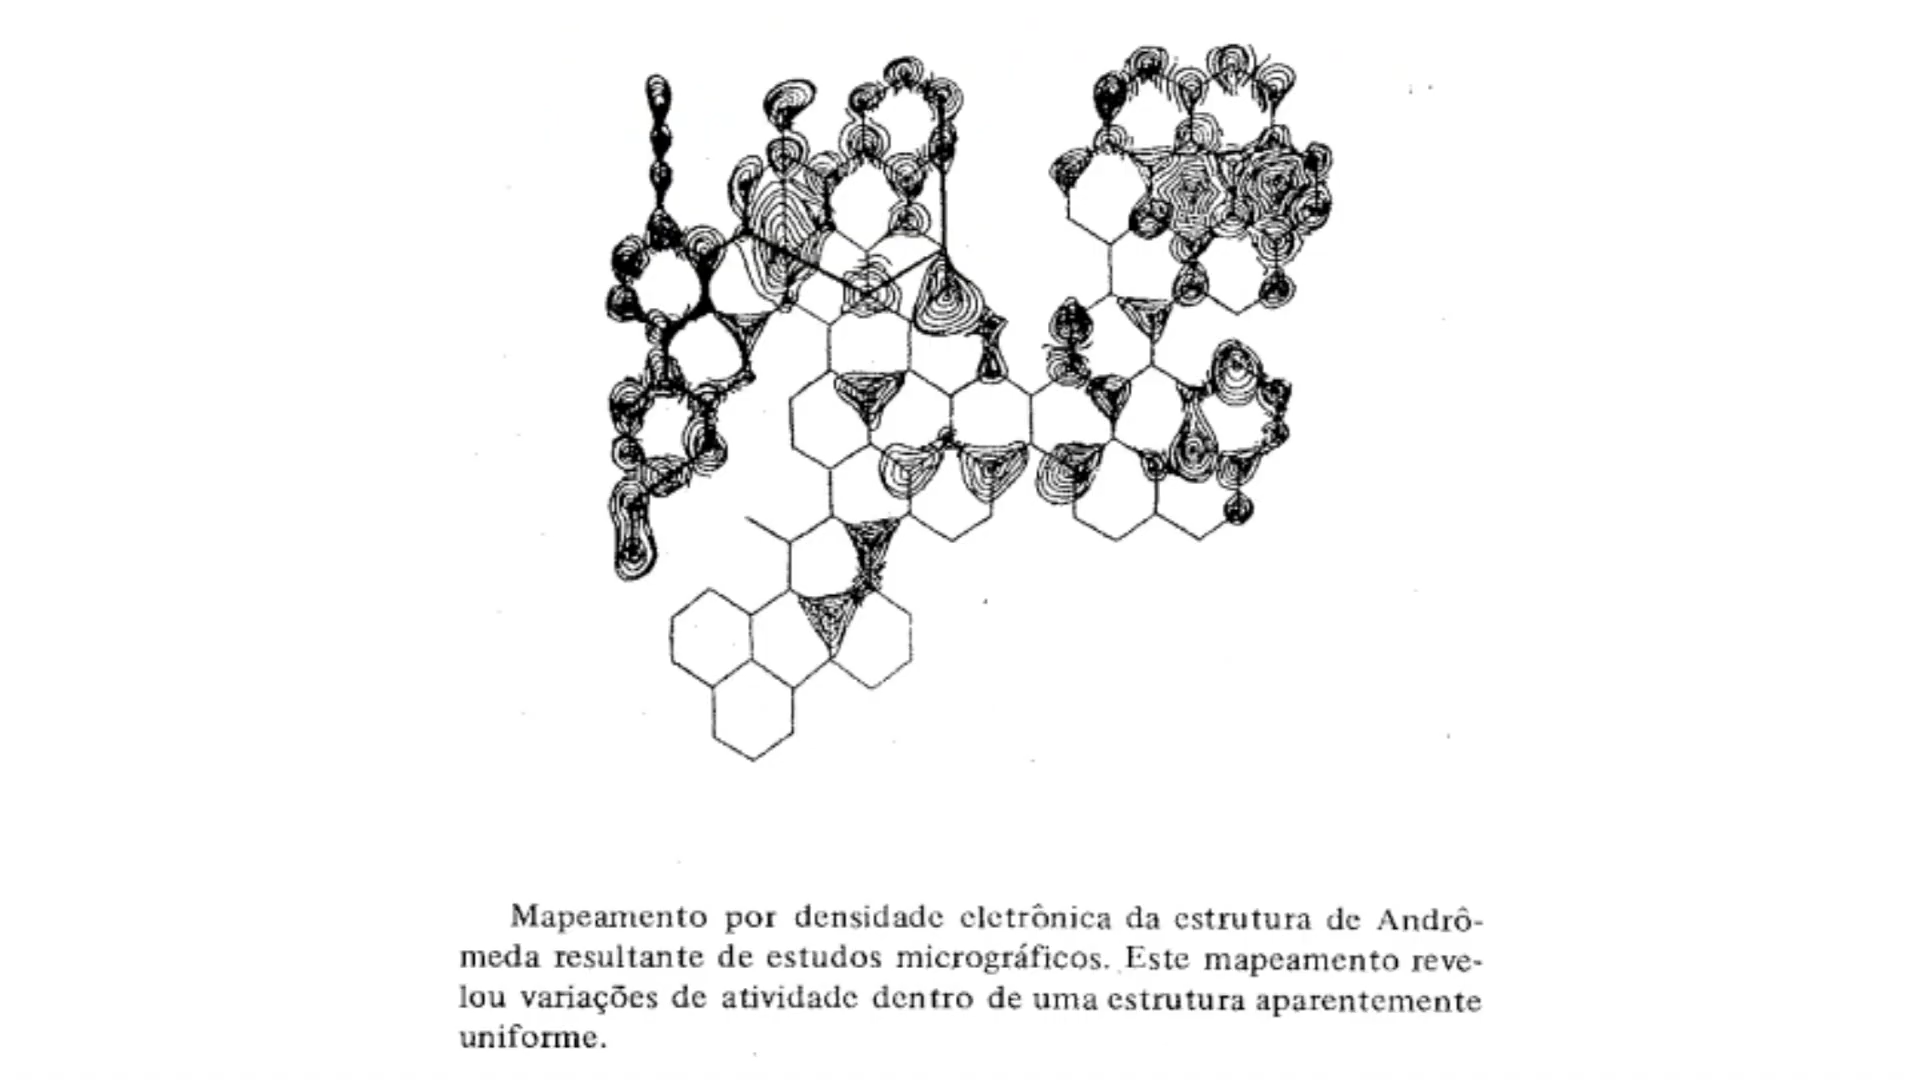 Mapeamento por densidade eletrônica da estrutura de Andrô-
meda resultante de estudos micrográficos. Este mapeamento reve-
lou variações de atividade dentro de uma estrutura aparentemente
uniforme.